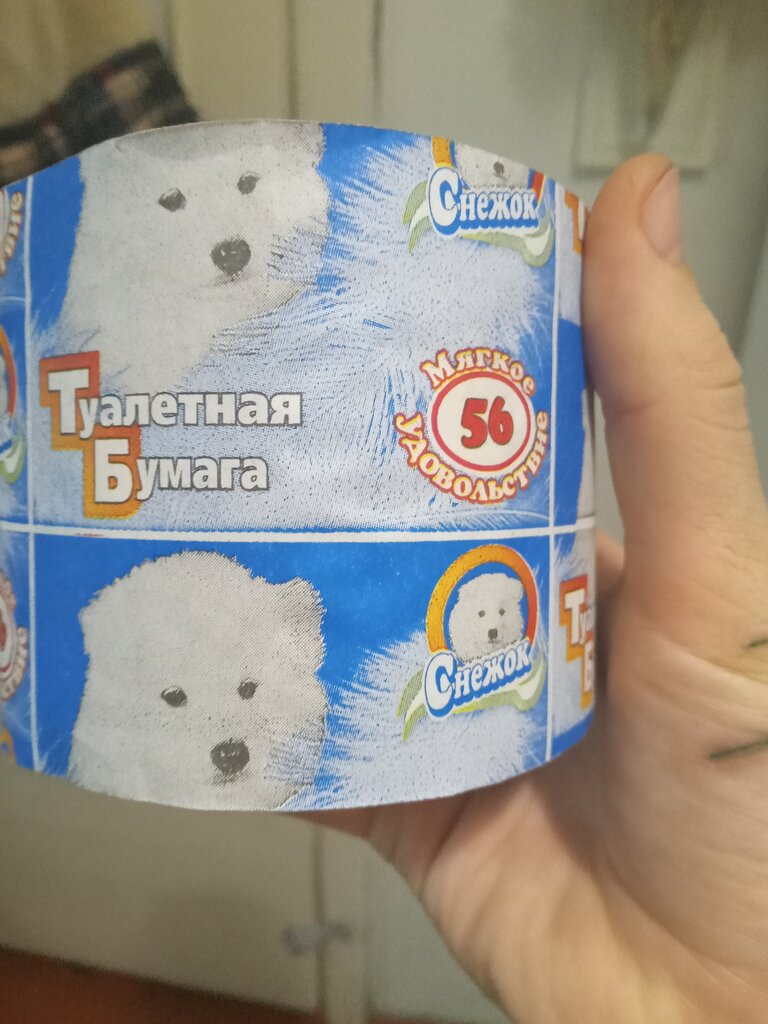 Снежок
Туалетная
Бумага
Мягкое
56
удовольствие
Снежок